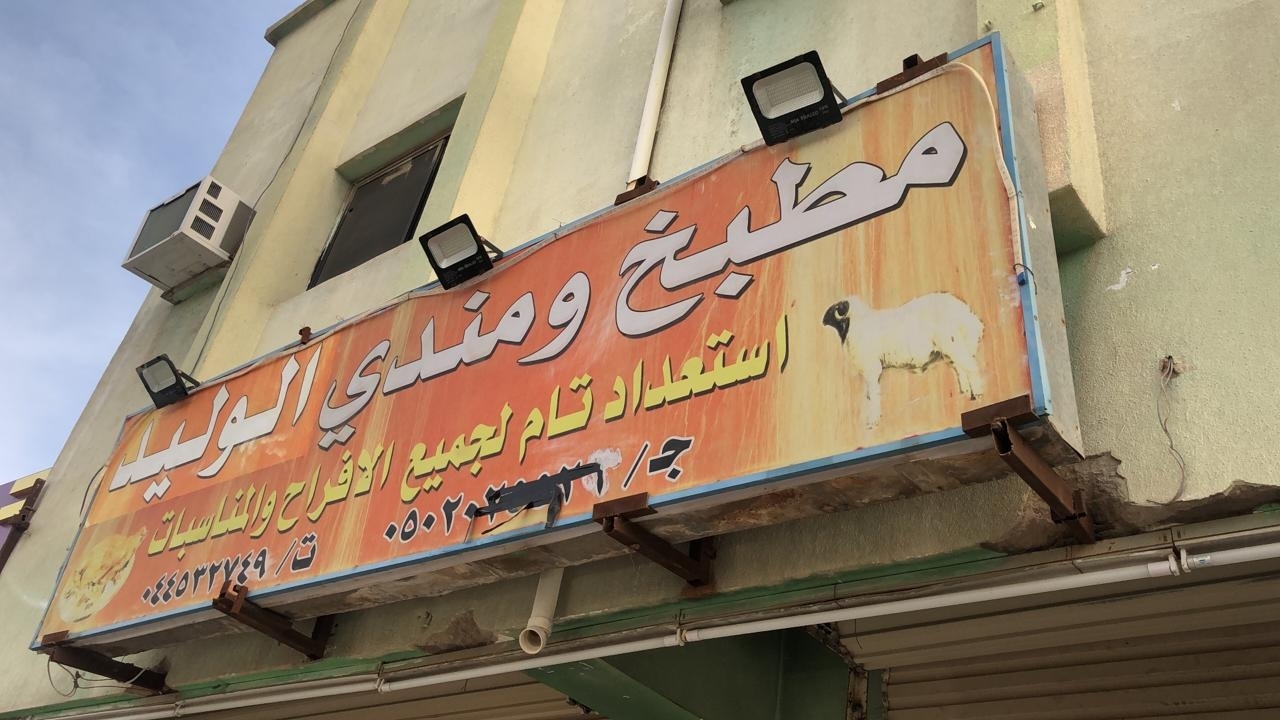 مطبخ ومندي الوليد
استعداد تام لجميع الافراح والمناسبات
ج/
ت/ ٠٤٤٥٣٢٧٤٩